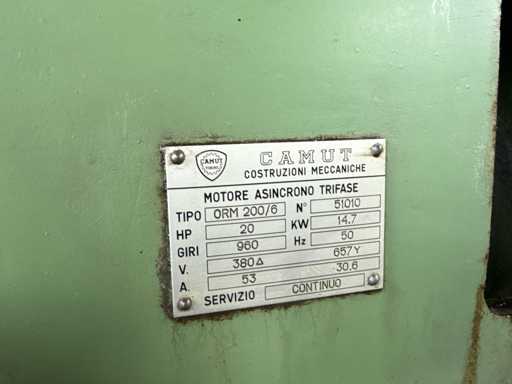 CAMUT
CAMUT
COSTRUZIONI MECCANICHE
MOTORE ASINCRONO TRIFASE
TIPO ORM 200/6 N° 51010
HP 20 KW 14.7
GIRI 960 Hz 50
V. 380Δ 657Y
A. 53 30,6
SERVIZIO CONTINUO